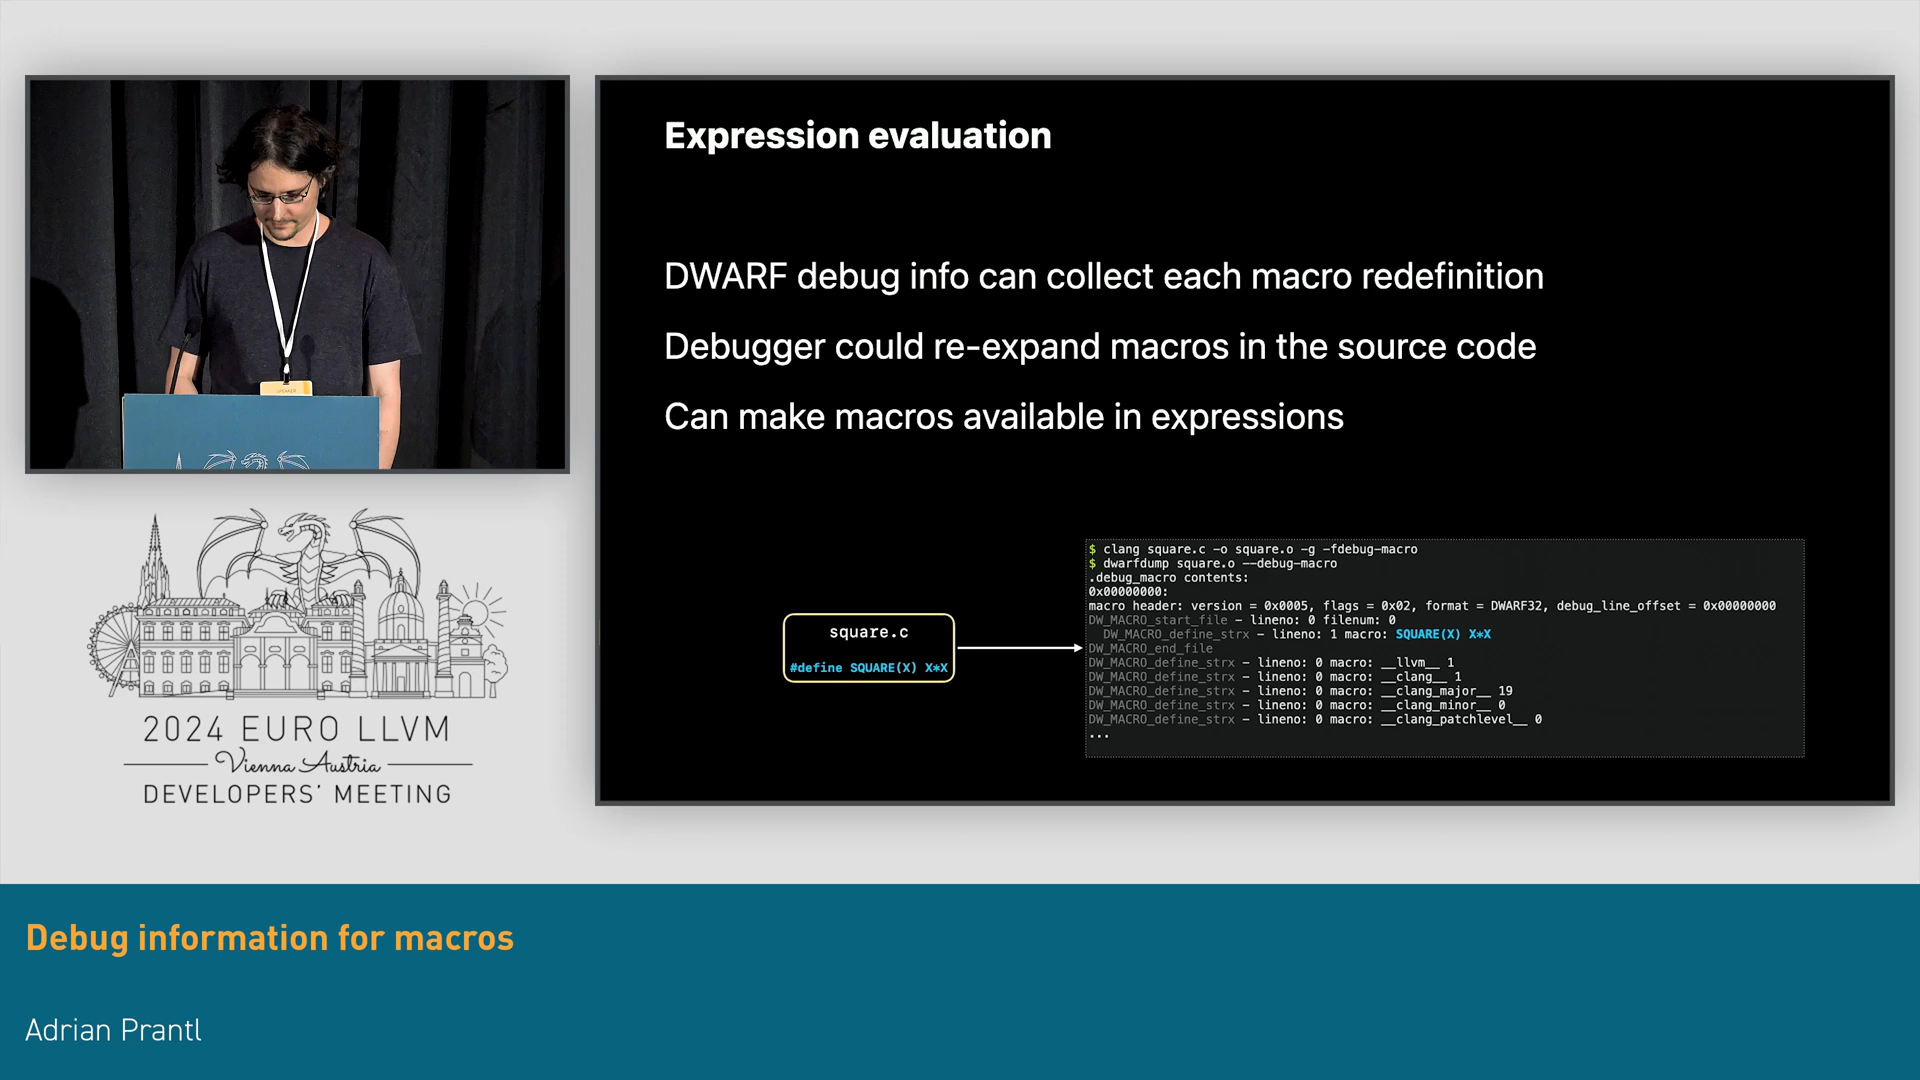 Expression evaluation
DWARF debug info can collect each macro redefinition
Debugger could re-expand macros in the source code
Can make macros available in expressions
square.c
#define SQUARE(X) X*X
$ clang square.c -o square.o -g -fdebug-macro
$ dwarfdump square.o --debug-macro
.debug_macro contents:
0x00000000:
macro header: version = 0x0005, flags = 0x02, format = DWARF32, debug_line_offset = 0x00000000
DW_MACRO_start_file - lineno: 0 filenum: 0
DW_MACRO_define_strx - lineno: 1 macro: SQUARE(X) X*X
DW_MACRO_end_file
DW_MACRO_define_strx - lineno: 0 macro: __llvm__ 1
DW_MACRO_define_strx - lineno: 0 macro: __clang__ 1
DW_MACRO_define_strx - lineno: 0 macro: __clang_major__ 19
DW_MACRO_define_strx - lineno: 0 macro: __clang_minor__ 0
DW_MACRO_define_strx - lineno: 0 macro: __clang_patchlevel__ 0
...
2024 EURO LLVM
Vienna Austria
DEVELOPERS' MEETING
Debug information for macros
Adrian Prantl